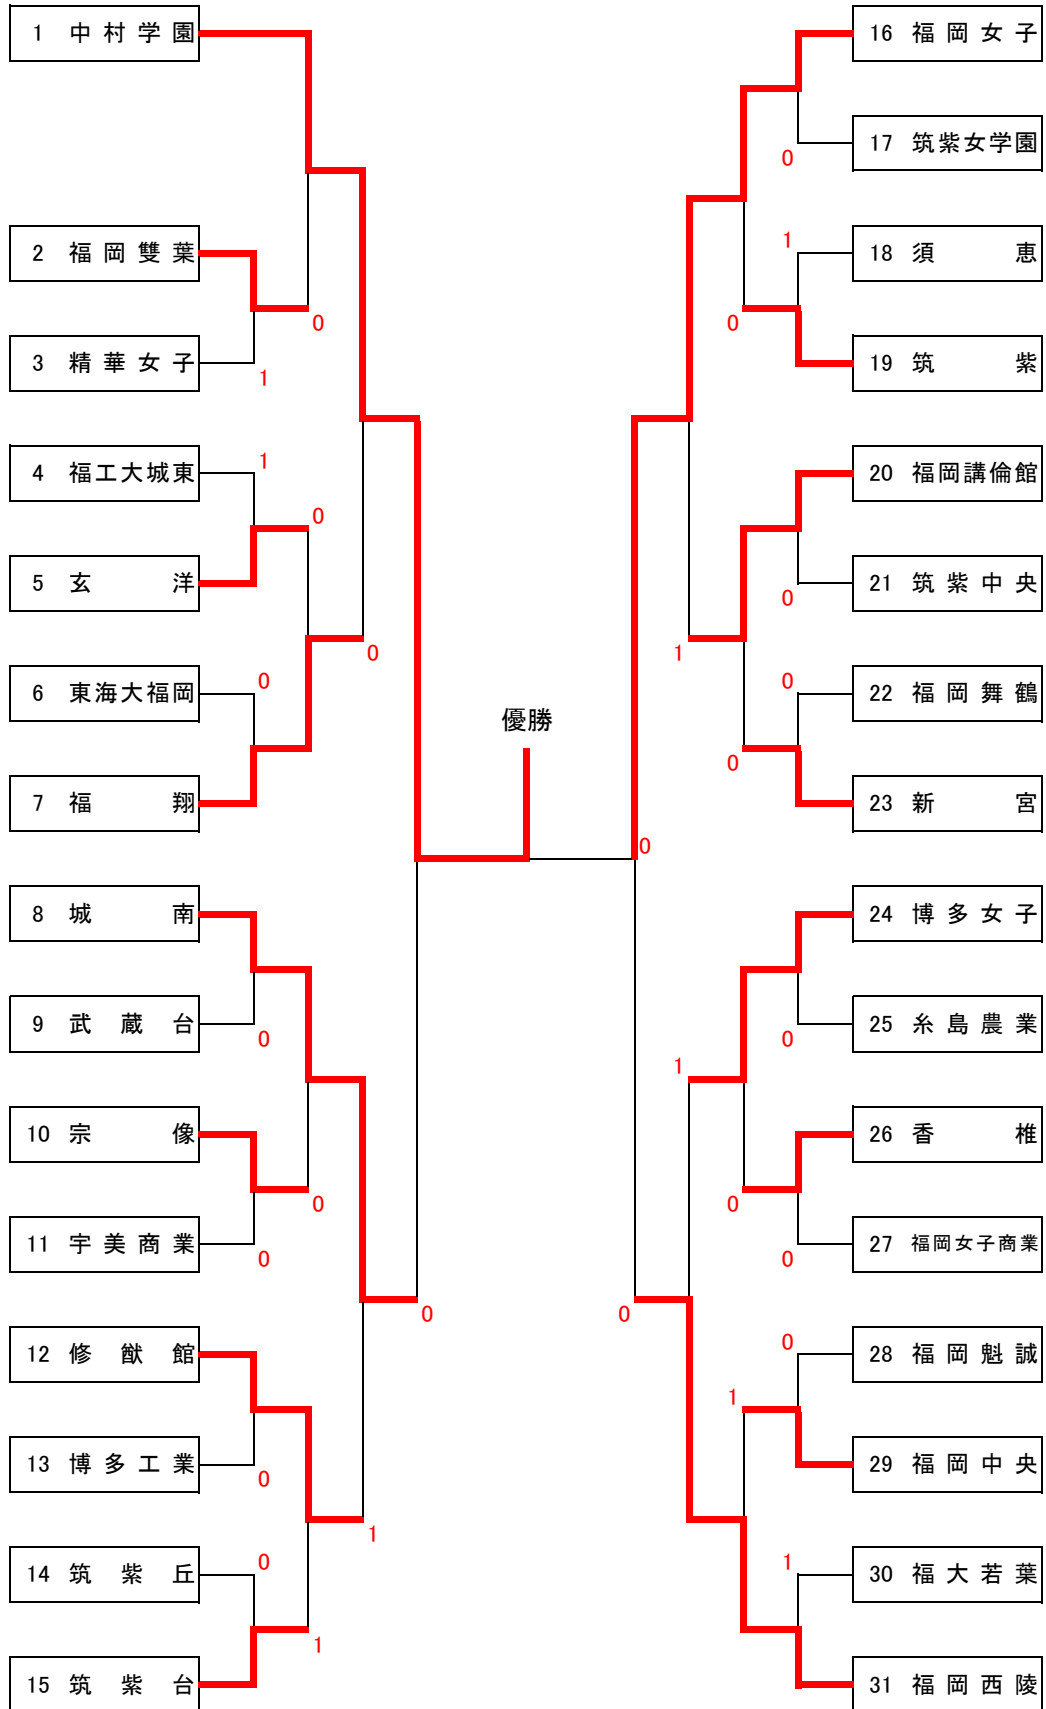 1 中村学園
2 福岡雙葉
0
3 精華女子
1
4 福工大城東
1
0
5 玄洋
0
6 東海大福岡
0
7 福翔
8 城南
9 武蔵台
0
10 宗像
0
11 宇美商業
0
0
12 修猷館
13 博多工業
0
1
14 筑紫丘
0
1
15 筑紫台
優勝
16 福岡女子
17 筑紫女学園
0
18 須恵
1
0
19 筑紫
20 福岡講倫館
21 筑紫中央
0
1
22 福岡舞鶴
0
0
23 新宮
0
24 博多女子
25 糸島農業
0
1
26 香椎
0
27 福岡女子商業
0
0
28 福岡魁誠
0
1
29 福岡中央
30 福大若葉
1
31 福岡西陵